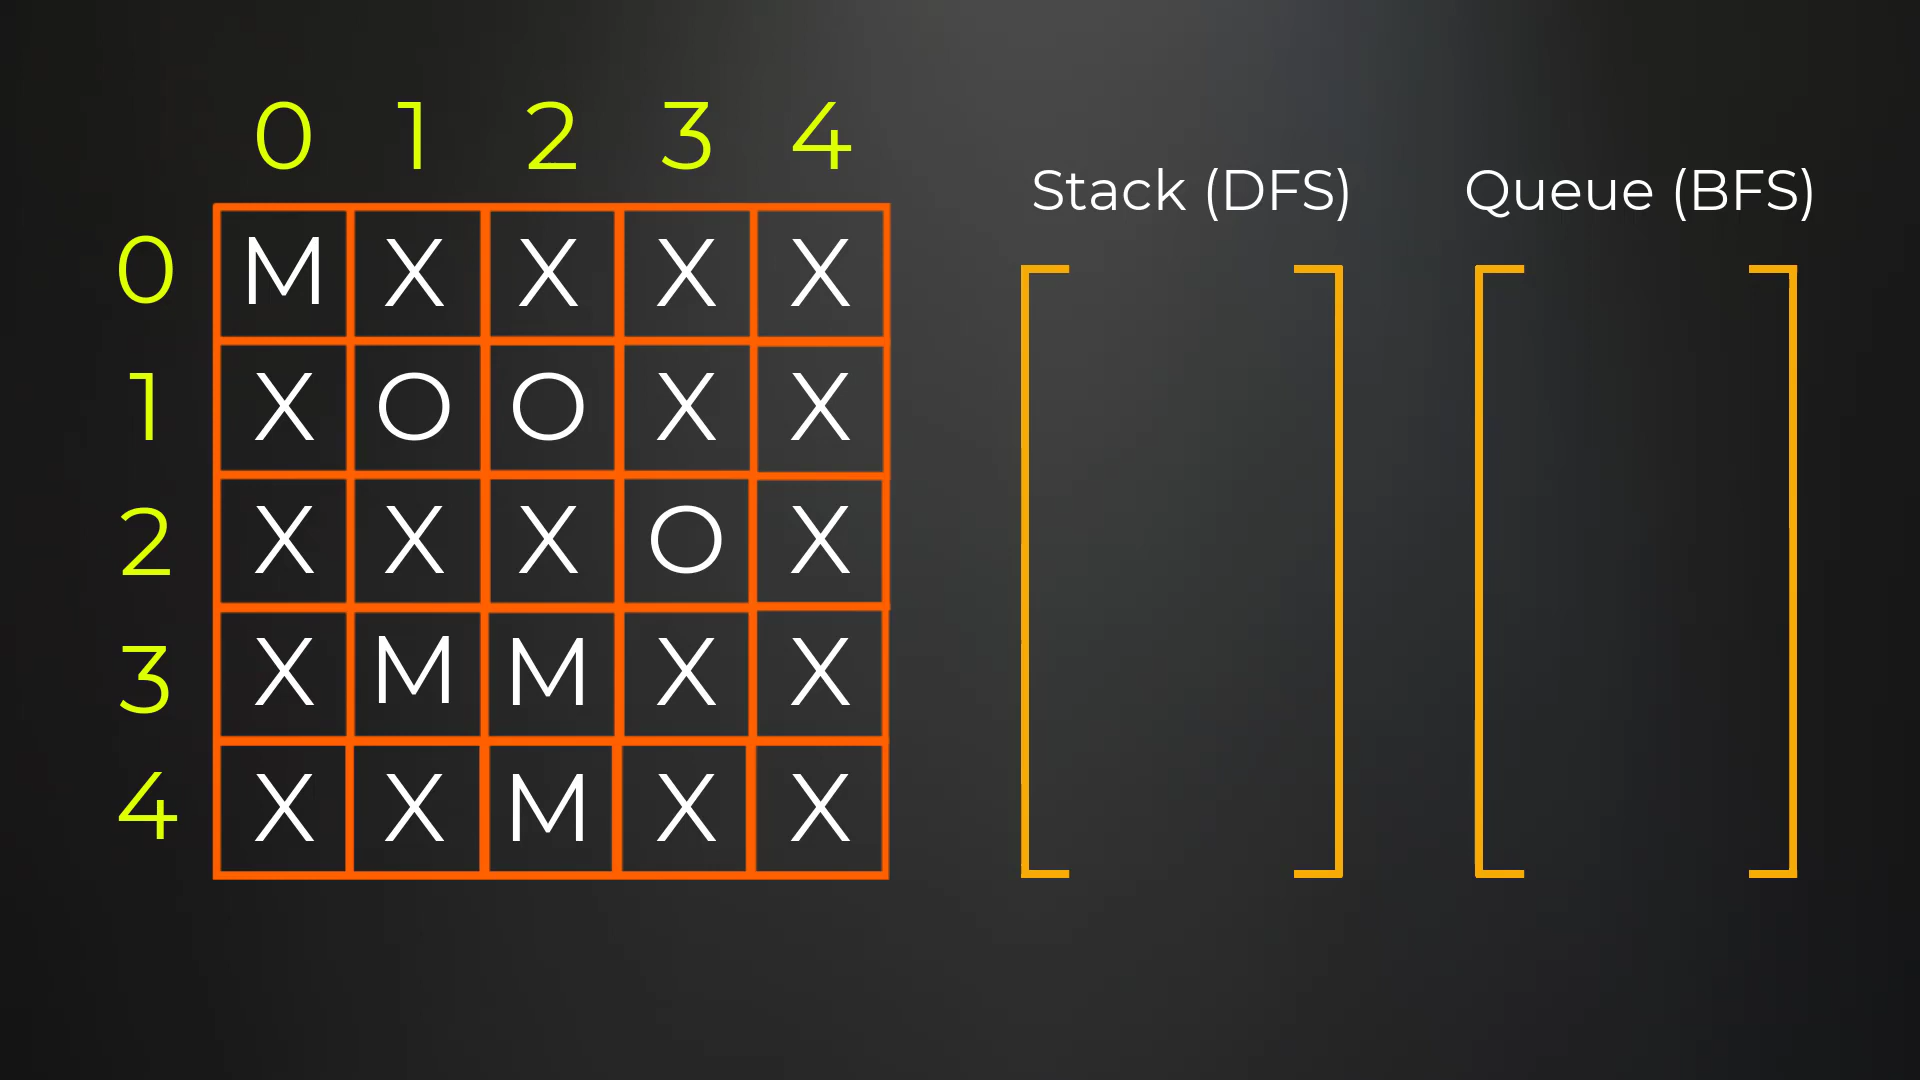 0 1 2 3 4
Stack (DFS) Queue (BFS)
0 M X X X X
1 X O O X X
2 X X X O X
3 X M M X X
4 X X M X X